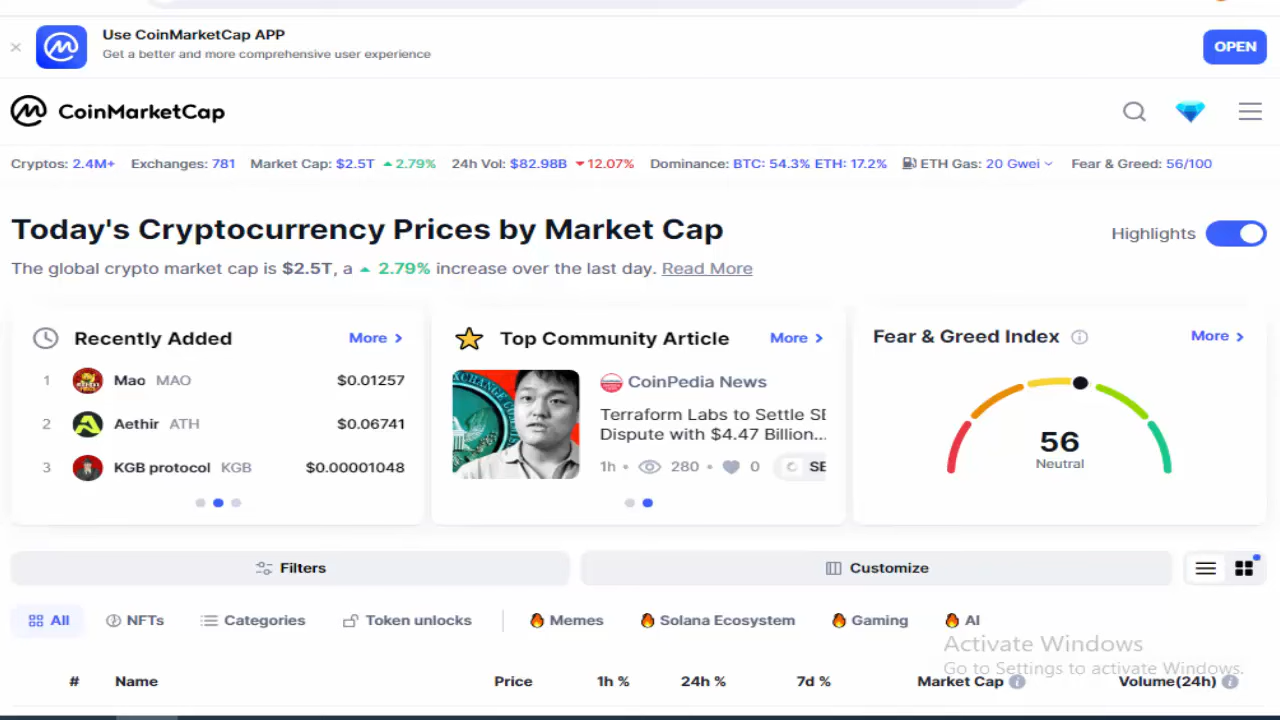 Use CoinMarketCap APP
Get a better and more comprehensive user experience
OPEN
CoinMarketCap
Cryptos: 2.4M+ Exchanges: 781 Market Cap: $2.5T 2.79% 24h Vol: $82.98B 12.07% Dominance: BTC: 54.3% ETH: 17.2% ETH Gas: 20 Gwei Fear & Greed: 56/100
Today's Cryptocurrency Prices by Market Cap
Highlights
The global crypto market cap is $2.5T, a 2.79% increase over the last day. Read More
Recently Added More >
1 Mao MAO $0.01257
2 Aethir ATH $0.06741
3 KGB protocol KGB $0.00001048
Top Community Article More >
CoinPedia News
Terraform Labs to Settle SE
Dispute with $4.47 Billion...
1h • 280 • 0 SE
Fear & Greed Index More >
56
Neutral
Filters
Customize
All NFTs Categories Token unlocks Memes Solana Ecosystem Gaming AI
Activate Windows
Go to Settings to activate Windows.
# Name Price 1h % 24h % 7d % Market Cap Volume(24h)